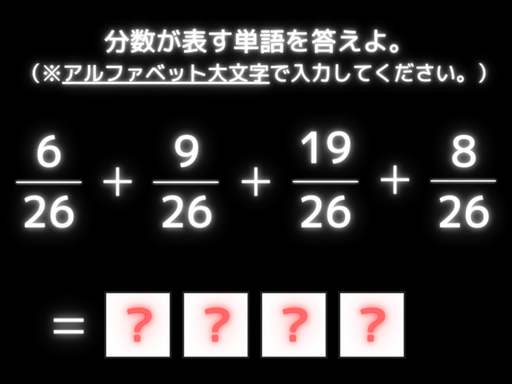 分数が表す単語を答えよ。
（※アルファベット大文字で入力してください。）
6/26 + 9/26 + 19/26 + 8/26
= ? ? ? ?